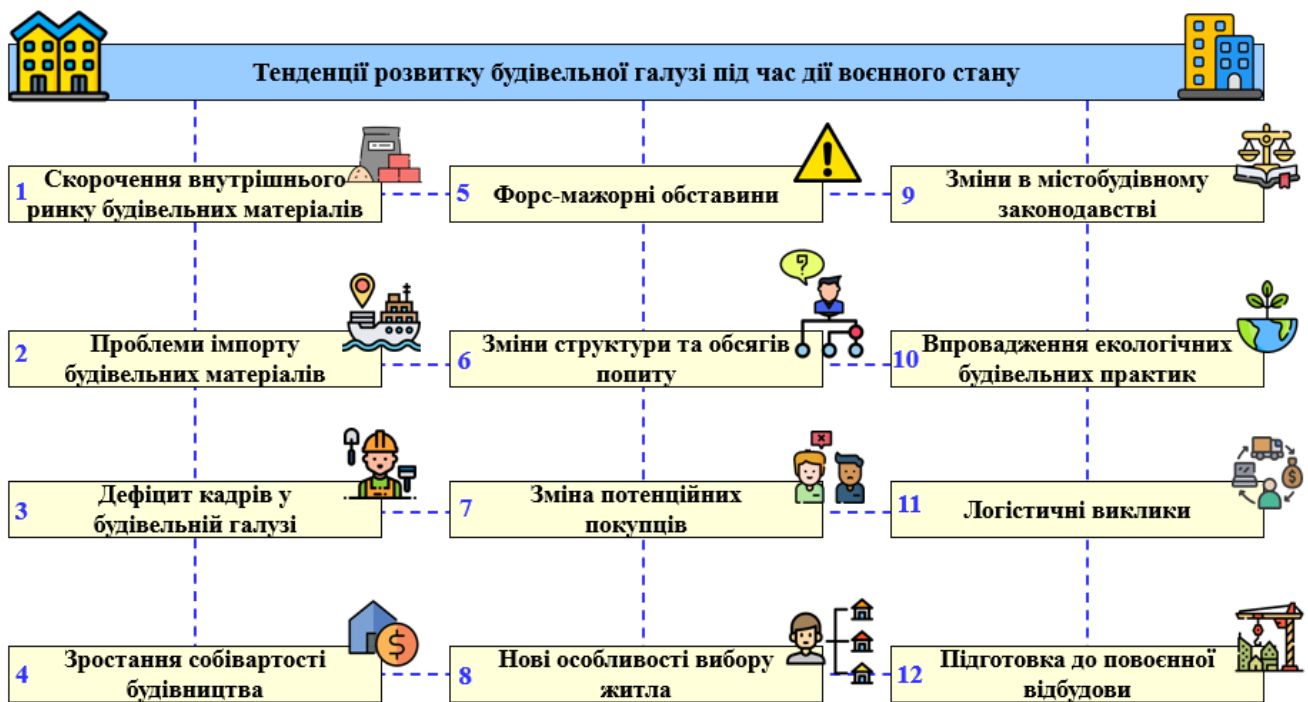 Тенденції розвитку будівельної галузі під час дії воєнного стану
1 Скорочення внутрішнього
ринку будівельних матеріалів
2 Проблеми імпорту
будівельних матеріалів
3 Дефіцит кадрів у
будівельній галузі
4 Зростання собівартості
будівництва
5 Форс-мажорні обставини
6 Зміни структури та обсягів
попиту
7 Зміна потенційних
покупців
8 Нові особливості вибору
житла
9 Зміни в містобудівному
законодавстві
10 Впровадження екологічних
будівельних практик
11 Логістичні виклики
12 Підготовка до повоєнної
відбудови